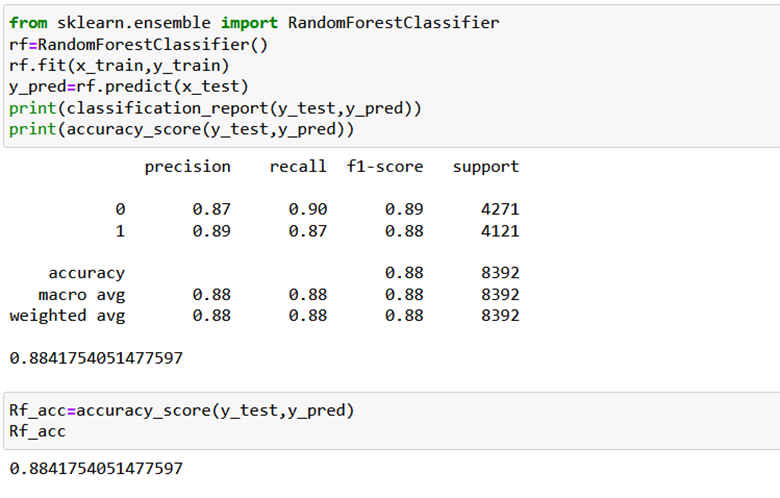 from sklearn.ensemble import RandomForestClassifier
rf=RandomForestClassifier()
rf.fit(x_train,y_train)
y_pred=rf.predict(x_test)
print(classification_report(y_test,y_pred))
print(accuracy_score(y_test,y_pred))
precision recall f1-score support
0 0.87 0.90 0.89 4271
1 0.89 0.87 0.88 4121
accuracy 0.88 8392
macro avg 0.88 0.88 0.88 8392
weighted avg 0.88 0.88 0.88 8392
0.8841754051477597
Rf_acc=accuracy_score(y_test,y_pred)
Rf_acc
0.8841754051477597